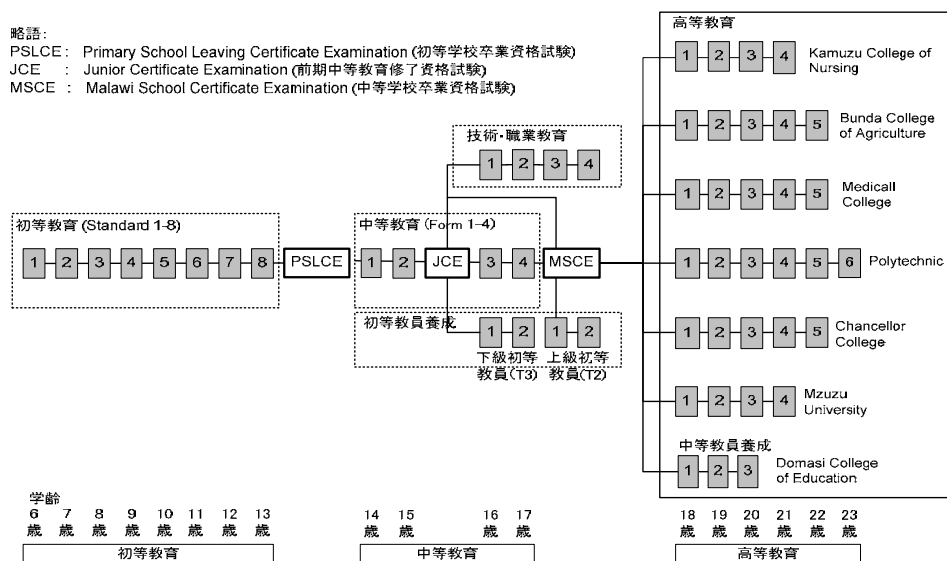 略語:
PSLCE: Primary School Leaving Certificate Examination (初等学校卒業資格試験)
JCE : Junior Certificate Examination (前期中等教育修了資格試験)
MSCE : Malawi School Certificate Examination (中等学校卒業資格試験)
高等教育
1 2 3 4 Kamuzu College of
Nursing
1 2 3 4 5 Bunda College
of Agriculture
技術・職業教育
1 2 3 4
1 2 3 4 5 Medicall
College
初等教育 (Standard 1-8)
1 2 3 4 5 6 7 8
PSLCE
中等教育 (Form 1-4)
1 2 JCE 3 4
MSCE
1 2 3 4 5 6 Polytechnic
初等教員養成
1 2
下級初等
教員(T3)
1 2
上級初等
教員(T2)
1 2 3 4 5 Chancellor
College
1 2 3 4 Mzuzu
University
中等教員養成
1 2 3 Domasi College
of Education
学齢
6 7 8 9 10 11 12 13 14 15 16 17 18 19 20 21 22 23
歳 歳 歳 歳 歳 歳 歳 歳 歳 歳 歳 歳 歳 歳 歳 歳 歳 歳
初等教育 中等教育 高等教育